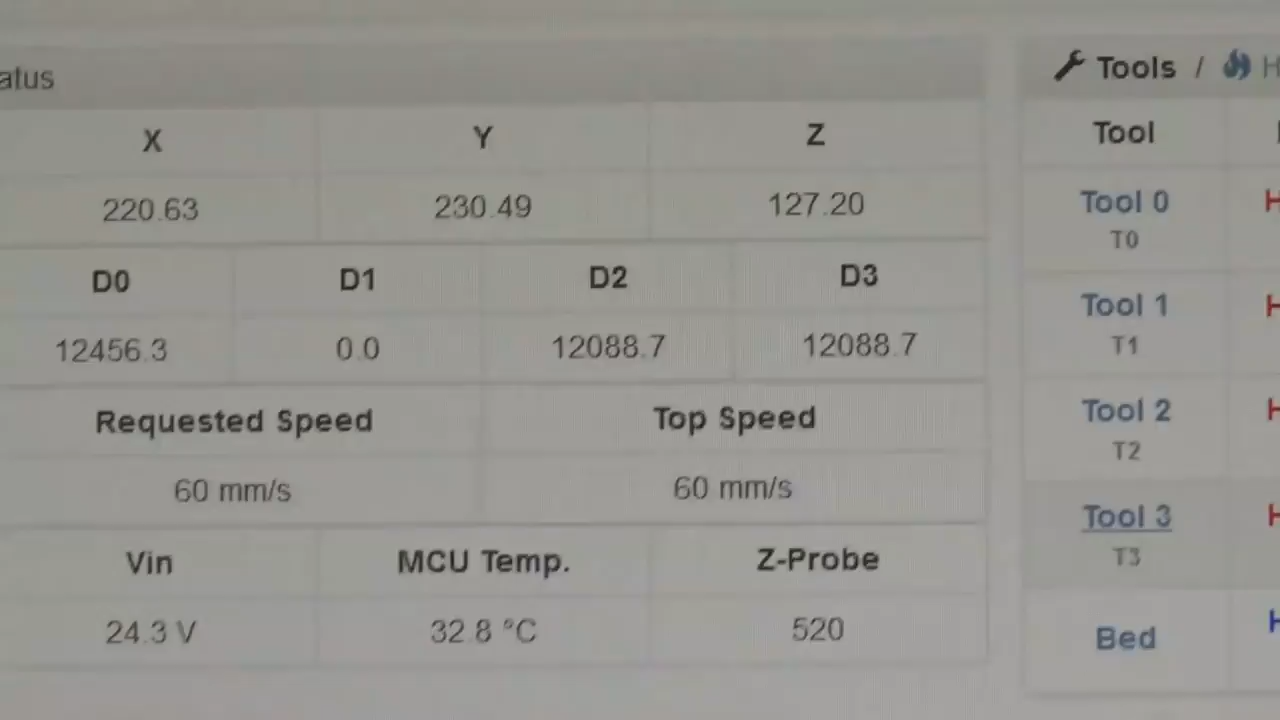 atus
X Y Z
220.63 230.49 127.20
D0 D1 D2 D3
12456.3 0.0 12088.7 12088.7
Requested Speed Top Speed
60 mm/s 60 mm/s
Vin MCU Temp. Z-Probe
24.3 V 32.8 °C 520
Tools / H
Tool
Tool 0 H
T0
Tool 1 H
T1
Tool 2 H
T2
Tool 3 H
T3
Bed H